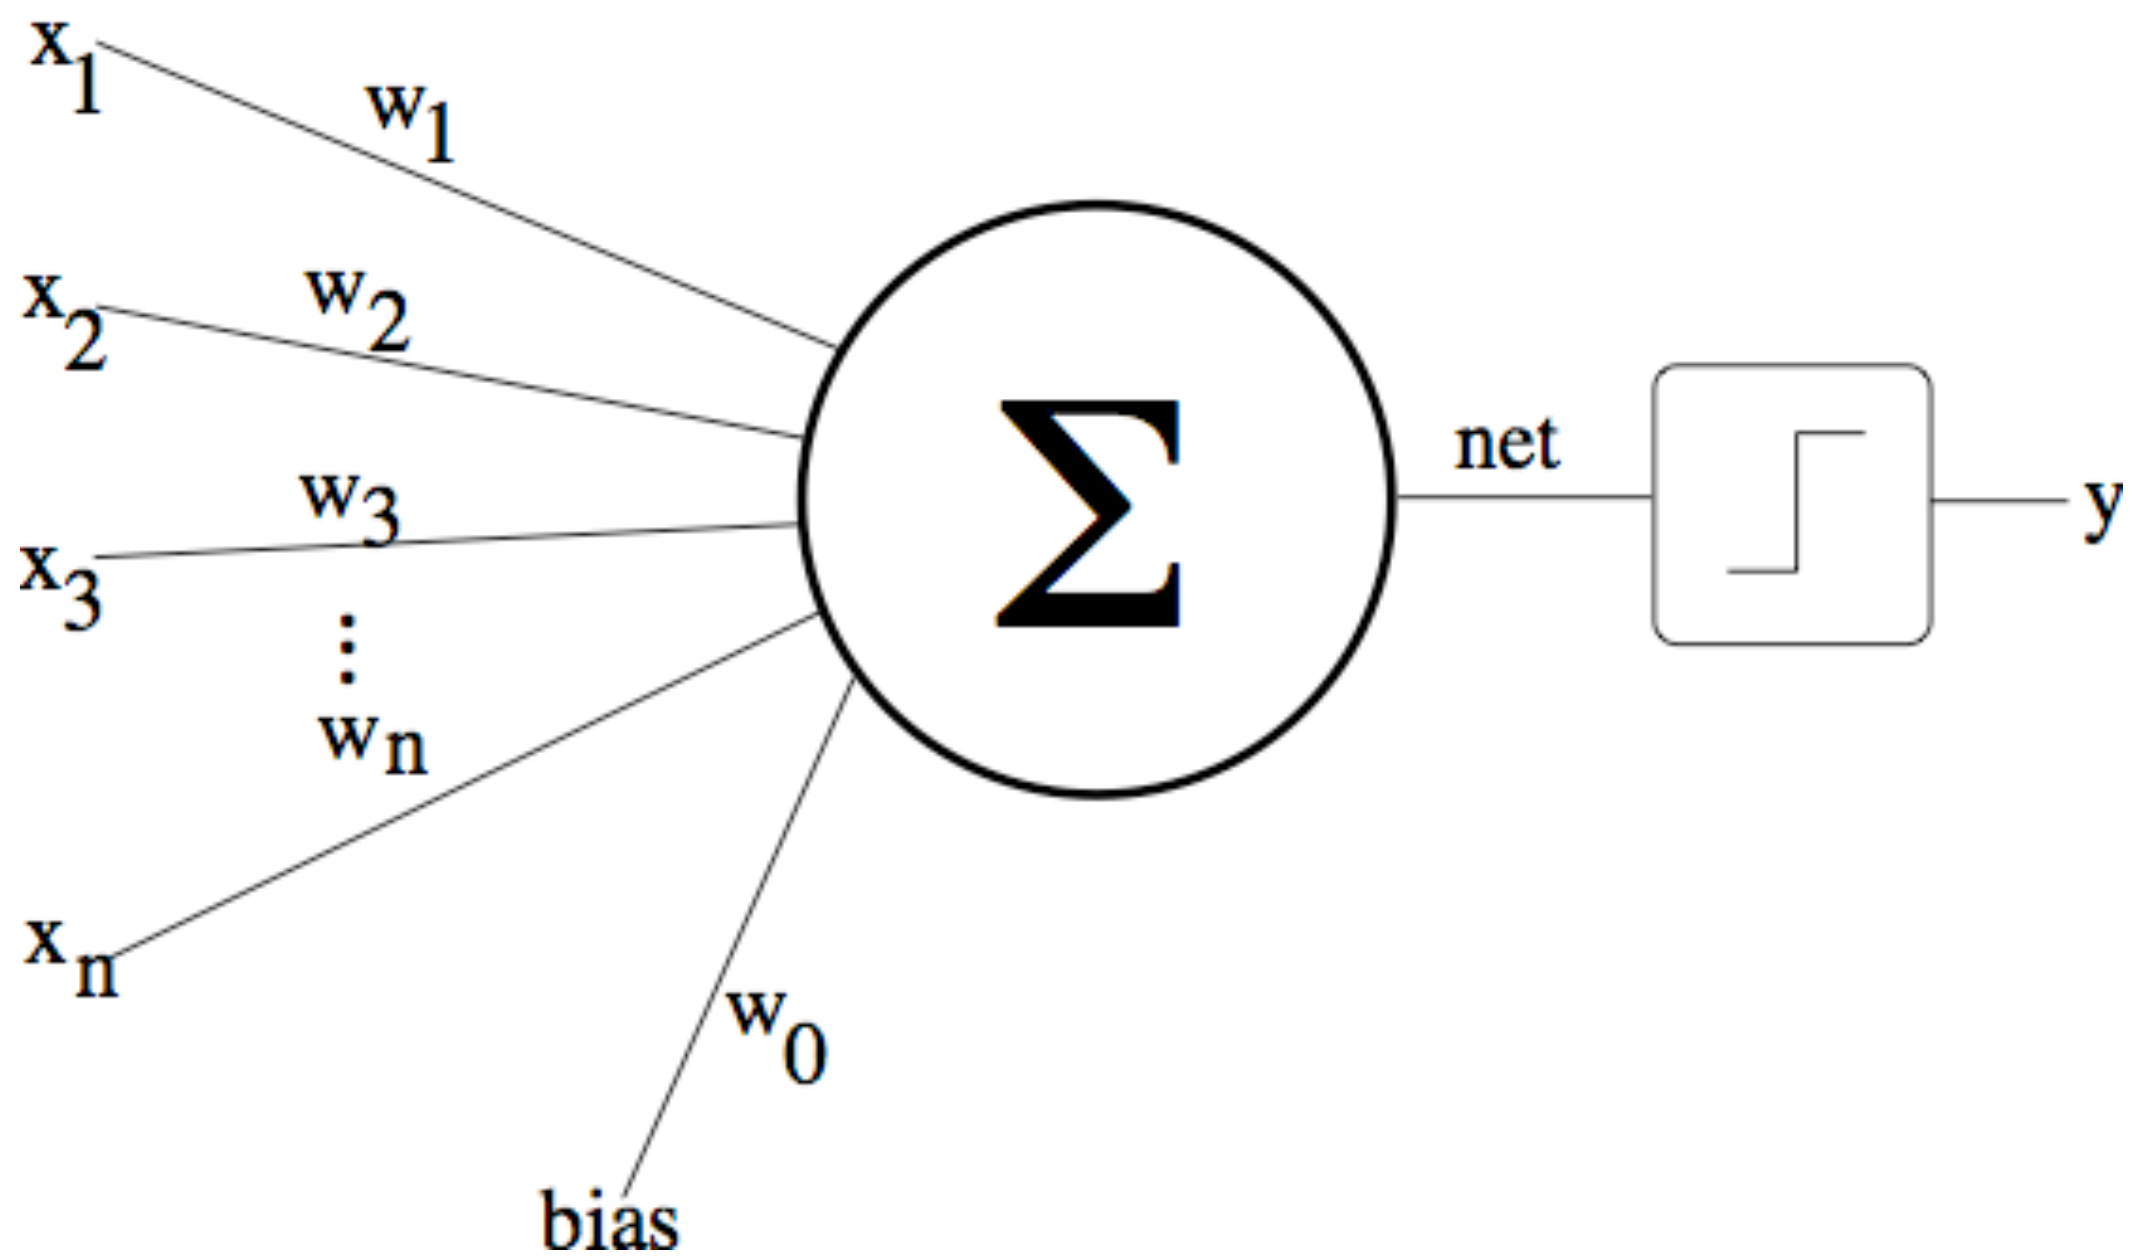 x₁
w₁
x₂
w₂
x₃
w₃
⋮
wₙ
xₙ
w₀
bias
Σ
net
y